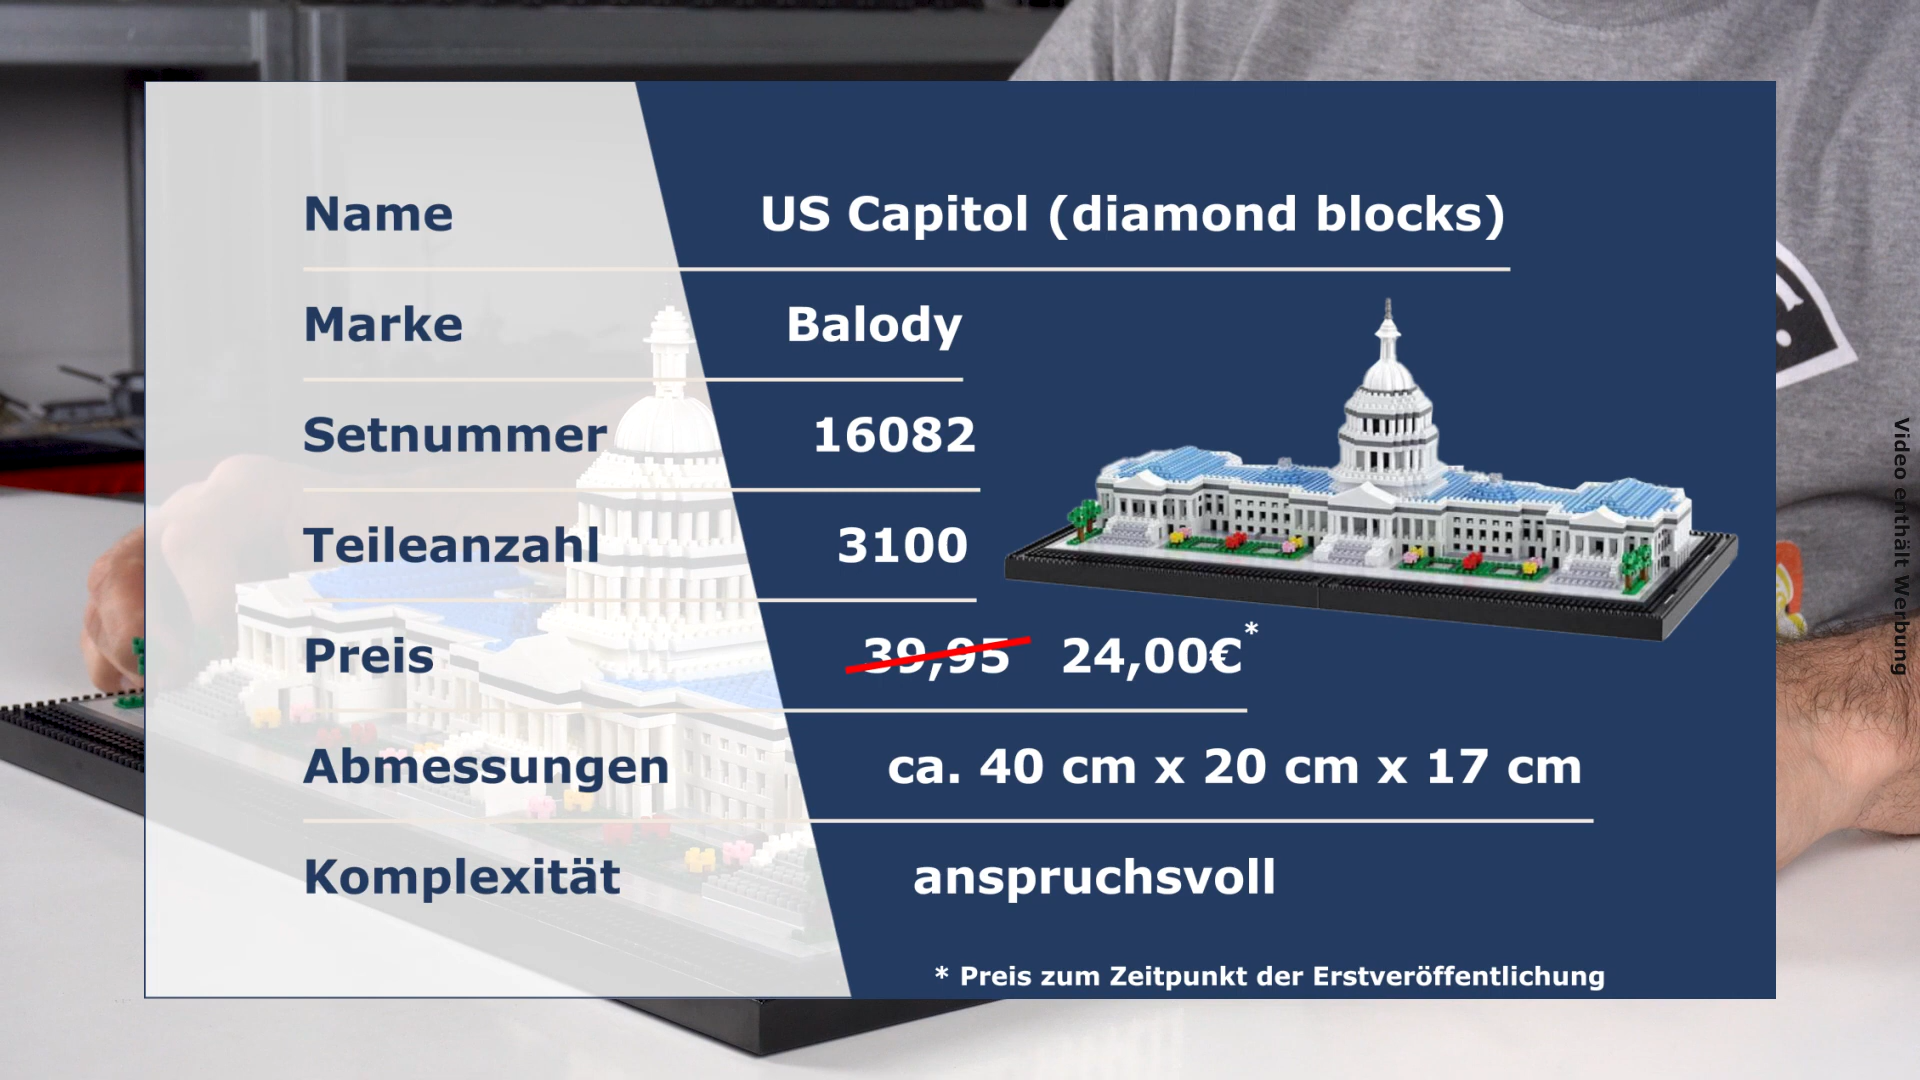 Name US Capitol (diamond blocks)
Marke Balody
Setnummer 16082
Teileanzahl 3100
Preis 39,95 24,00€*
Abmessungen ca. 40 cm x 20 cm x 17 cm
Komplexität anspruchsvoll
* Preis zum Zeitpunkt der Erstveröffentlichung
Video enthält Werbung